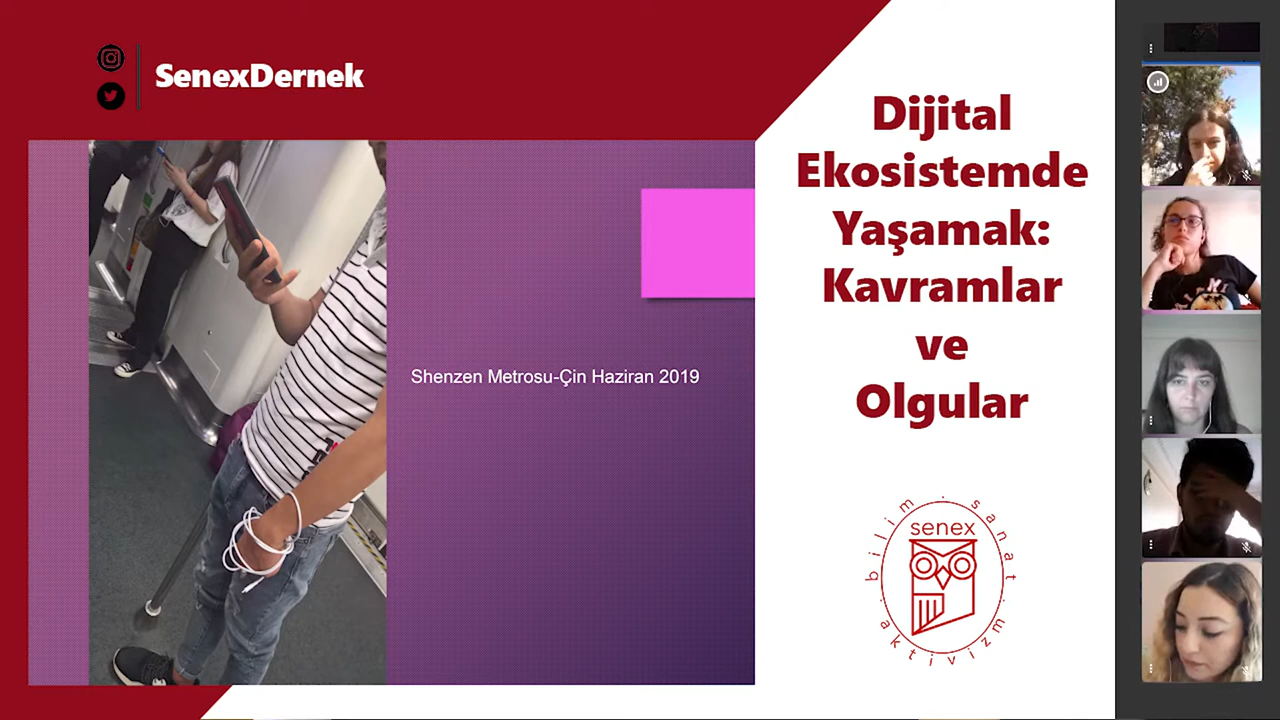 SenexDernek
Shenzen Metrosu-Çin Haziran 2019
Dijital
Ekosistemde
Yaşamak:
Kavramlar
ve
Olgular
senex
bilim . sanat . aktivizm .